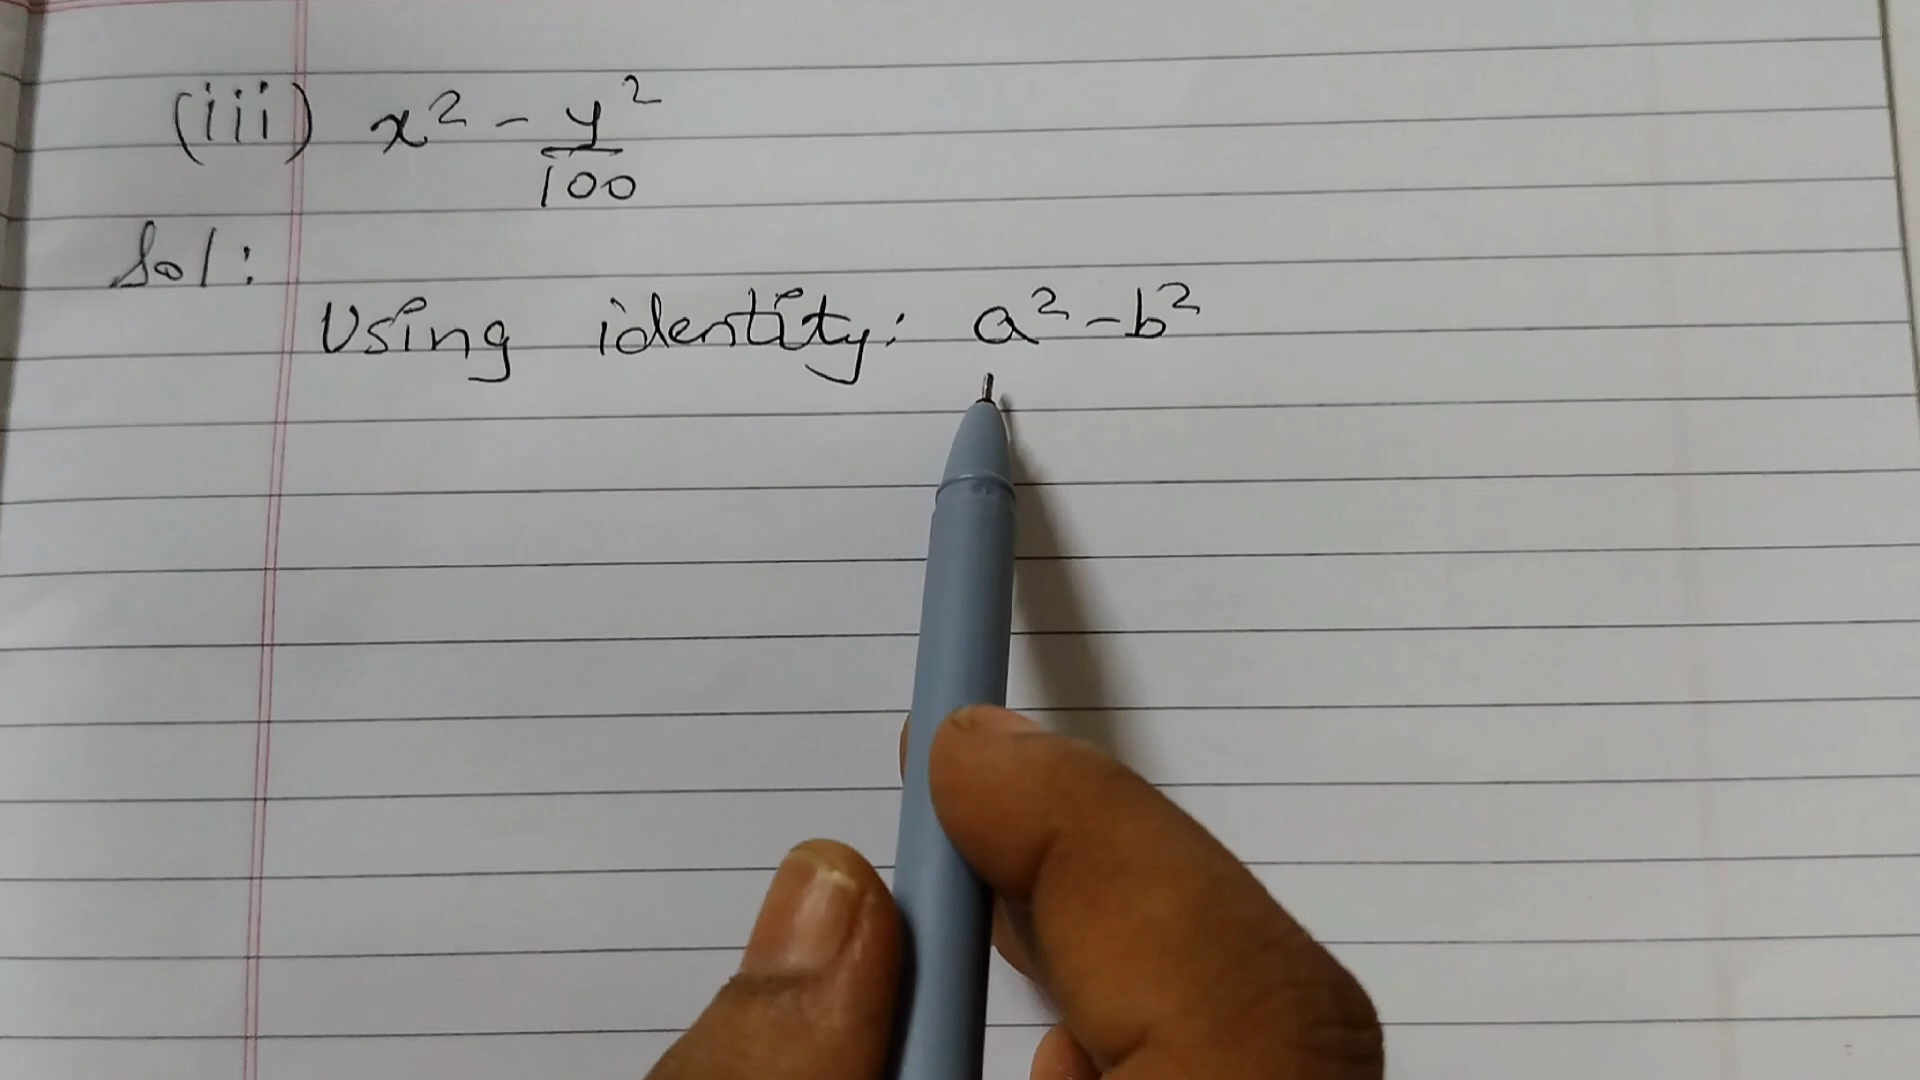 (iii) x² - y²/100
Sol:
Using identity: a² - b²